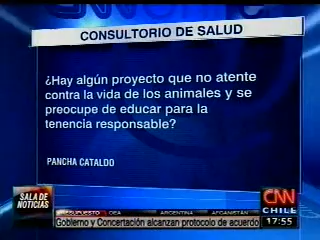 CONSULTORIO DE SALUD
¿Hay algún proyecto que no atente
contra la vida de los animales y se
preocupe de educar para la
tenencia responsable?
PANCHA CATALDO
SALA DE
NOTICIAS
CNN
CHILE
OEA ARGENTINA AFGANISTÁN
Gobierno y Concertación alcanzan protocolo de acuerdo
17:55